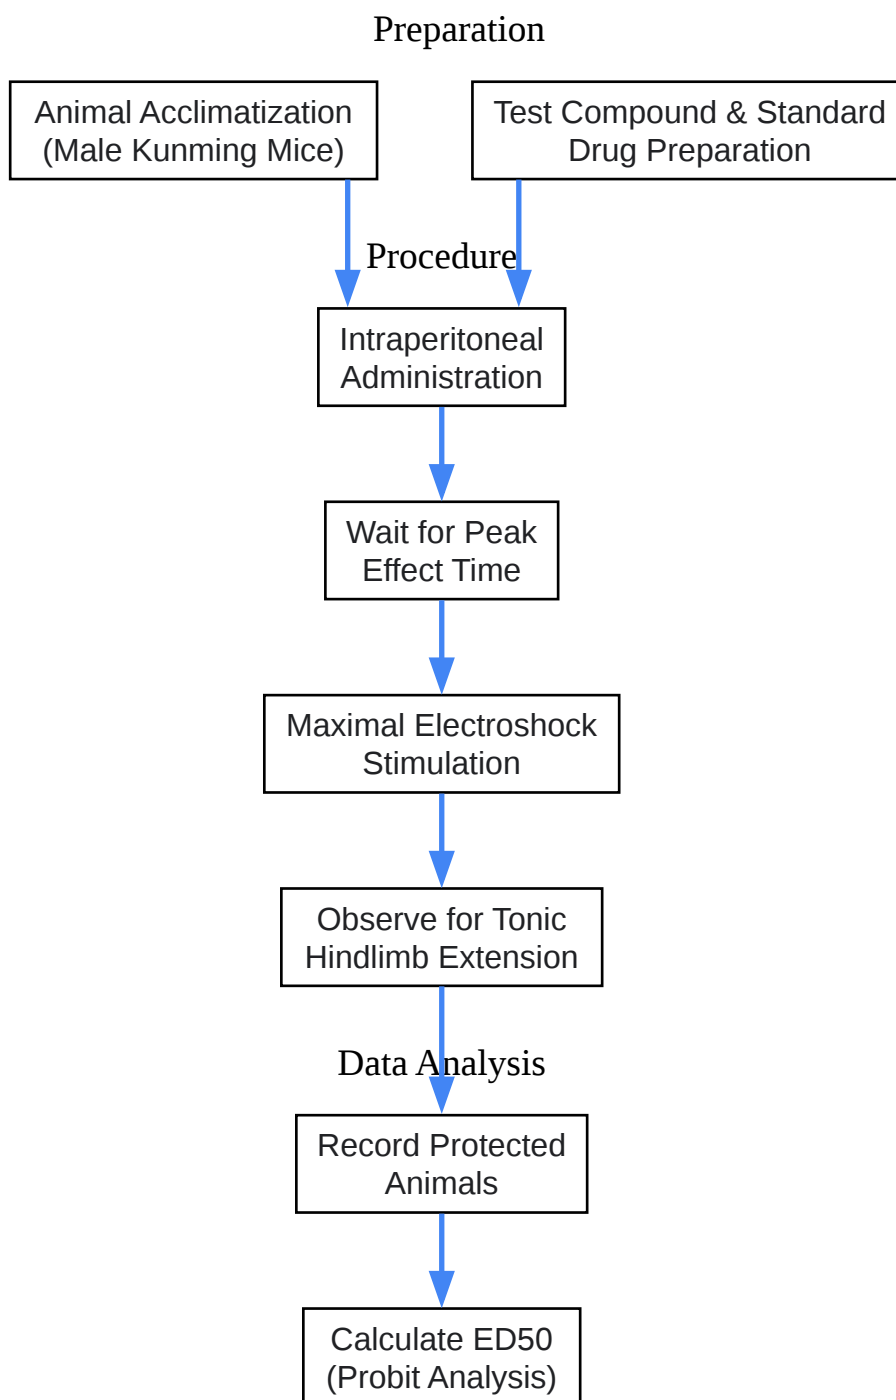 Preparation
Animal Acclimatization
(Male Kunming Mice)
Test Compound & Standard
Drug Preparation
Procedure
Intraperitoneal
Administration
Wait for Peak
Effect Time
Maximal Electroshock
Stimulation
Observe for Tonic
Hindlimb Extension
Data Analysis
Record Protected
Animals
Calculate ED50
(Probit Analysis)